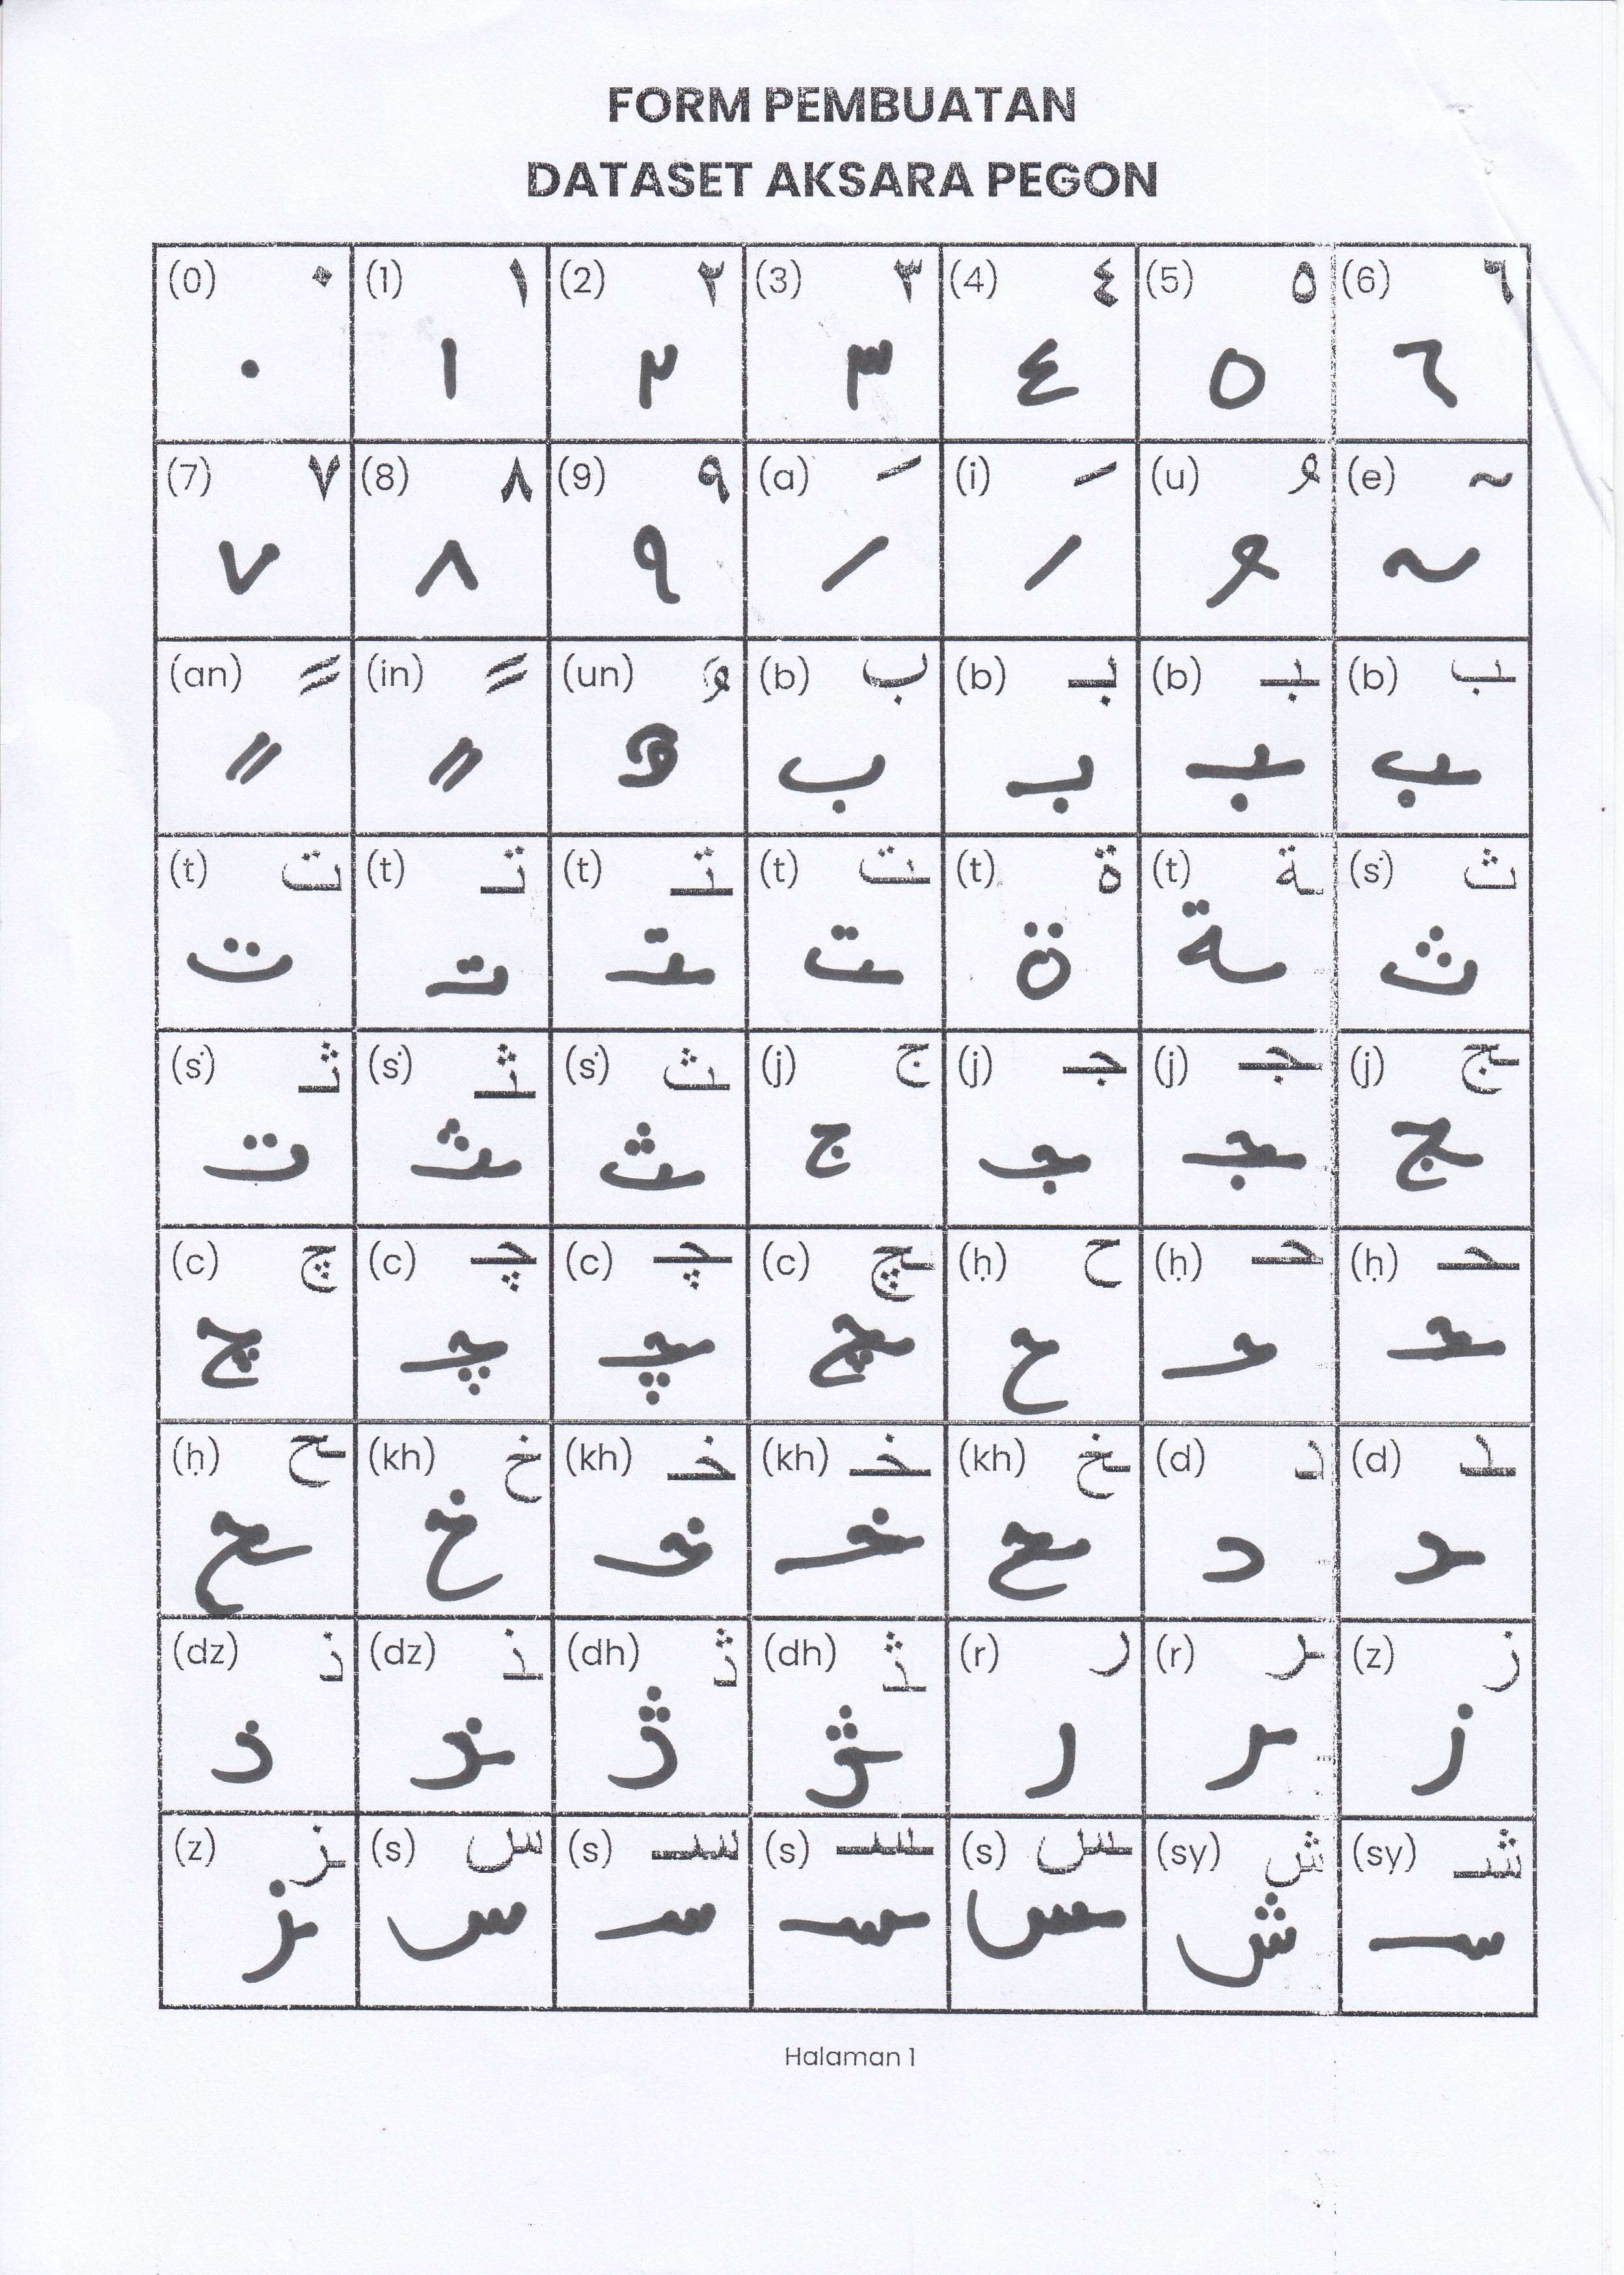 FORM PEMBUATAN
DATASET AKSARA PEGON
(0) ٠ (1) ١ (2) ٢ (3) ٣ (4) ٤ (5) ٥ (6) ٦
٠ ١ ٢ ٣ ٤ ٥ ٦
(7) ٧ (8) ٨ (9) ٩ (a) َ (i) ِ (u) ُ (e) ٓ
٧ ٨ ٩ َ ِ ُ ٓ
(an) ً (in) ٍ (un) ٌ (b) ب (b) بـ (b) ـبـ (b) ـب
ً ٍ ٌ ب بـ ـبـ ـب
(t) ت (t) تـ (t) ـتـ (t) ـت (t) ة (t) ـة (ṡ) ث
ت تـ ـتـ ـت ة ـة ث
(ṡ) ثـ (ṡ) ـثـ (ṡ) ـث (j) ج (j) جـ (j) ـجـ (j) ـج
ت ـث ـث ج جـ ـجـ ـج
(c) چ (c) چـ (c) ـچـ (c) ـچ (ḥ) ح (ḥ) حـ (ḥ) ـحـ
چ چـ ـچـ ـچ ح حـ ـحـ
(ḥ) ـح (kh) خ (kh) خـ (kh) ـخـ (kh) ـخ (d) د (d) ـد
ـح خ خـ ـخـ ـح د ـد
(dz) ذ (dz) ـذ (dh) ڎ (dh) ـڎ (r) ر (r) ـر (z) ز
ذ ـذ ڎ ـڎ ر ـر ز
(z) ـز (s) س (s) سـ (s) ـسـ (s) ـس (sy) ش (sy) شـ
ـز س سـ ـسـ ـس ش سـ
Halaman 1